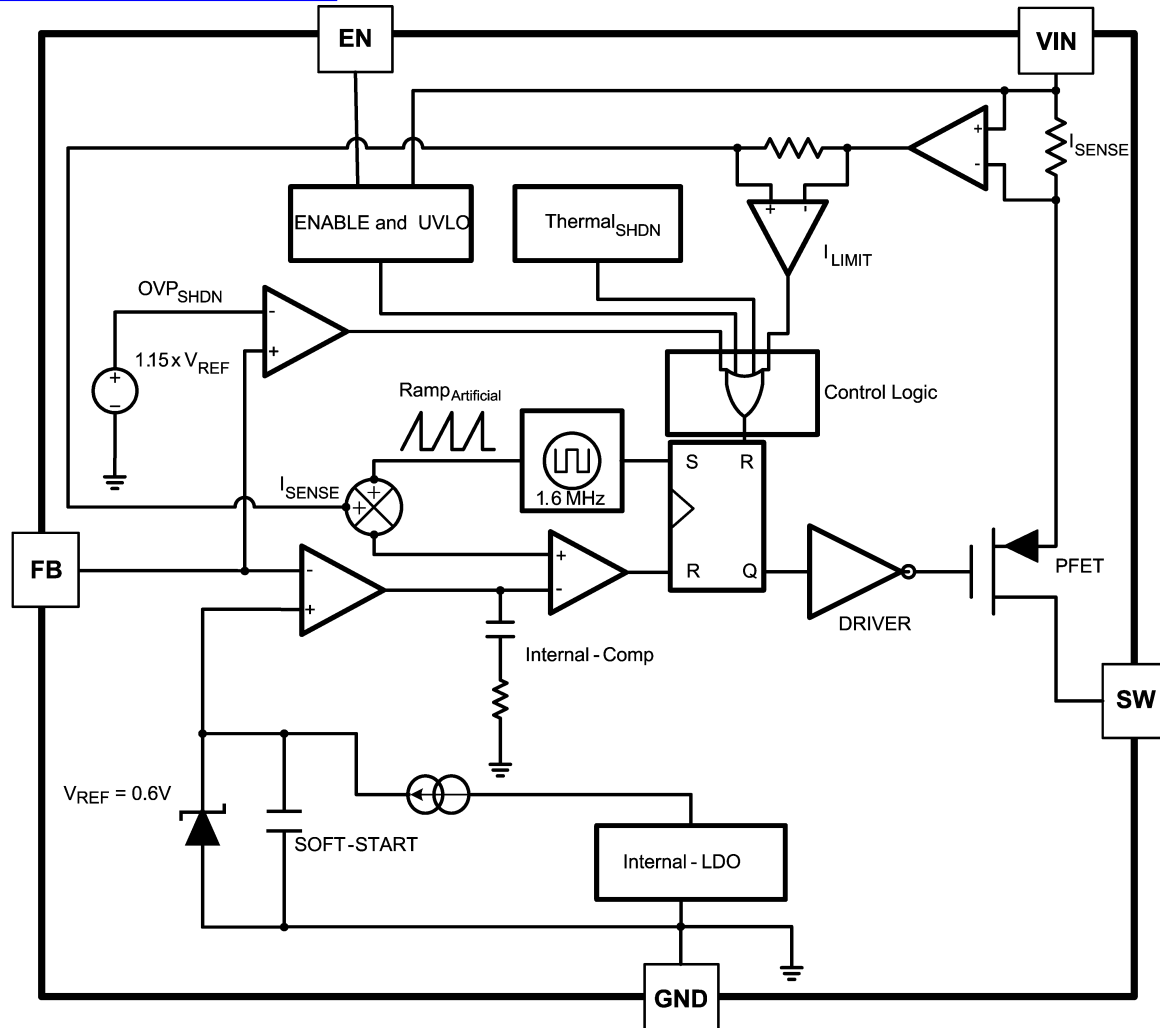 EN
VIN
+
-
ISENSE
ENABLE and UVLO
ThermalSHDN
+
-
ILIMIT
OVPSHDN
-
+
1.15 x VREF
+
−
Control Logic
RampArtificial
S
R
1.6 MHz
ISENSE
+
+
FB
-
+
+
-
R
Q
PFET
DRIVER
Internal - Comp
SW
VREF = 0.6V
SOFT-START
Internal - LDO
GND